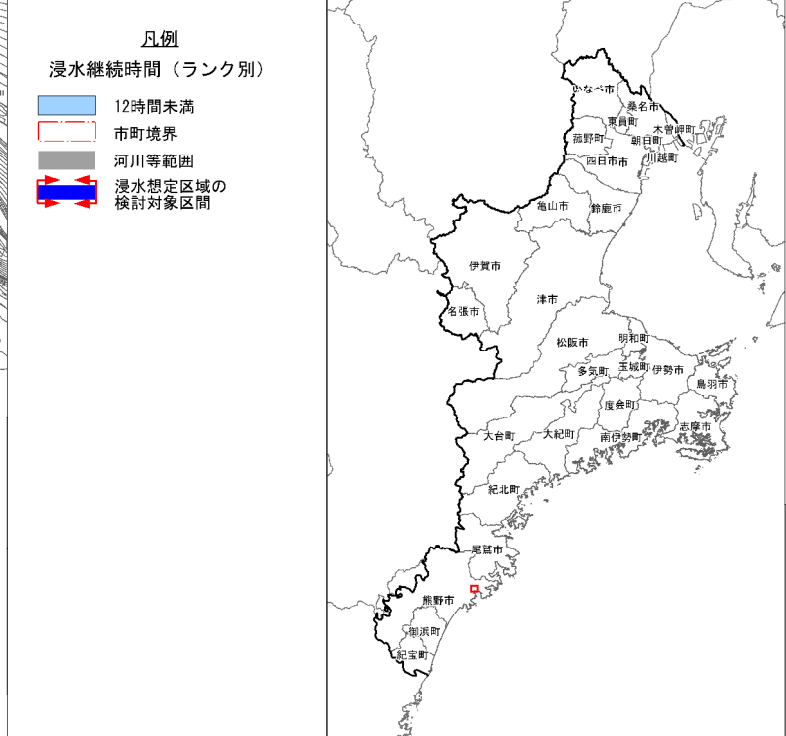 凡例
浸水継続時間（ランク別）
12時間未満
市町境界
河川等範囲
浸水想定区域の
検討対象区間
いなべ市
桑名市
東員町
木曽岬町
菰野町
朝日町
四日市市
川越町
亀山市
鈴鹿市
伊賀市
津市
名張市
松阪市
明和町
多気町
玉城町
伊勢市
鳥羽市
度会町
志摩市
大台町
大紀町
南伊勢町
紀北町
尾鷲市
熊野市
御浜町
紀宝町